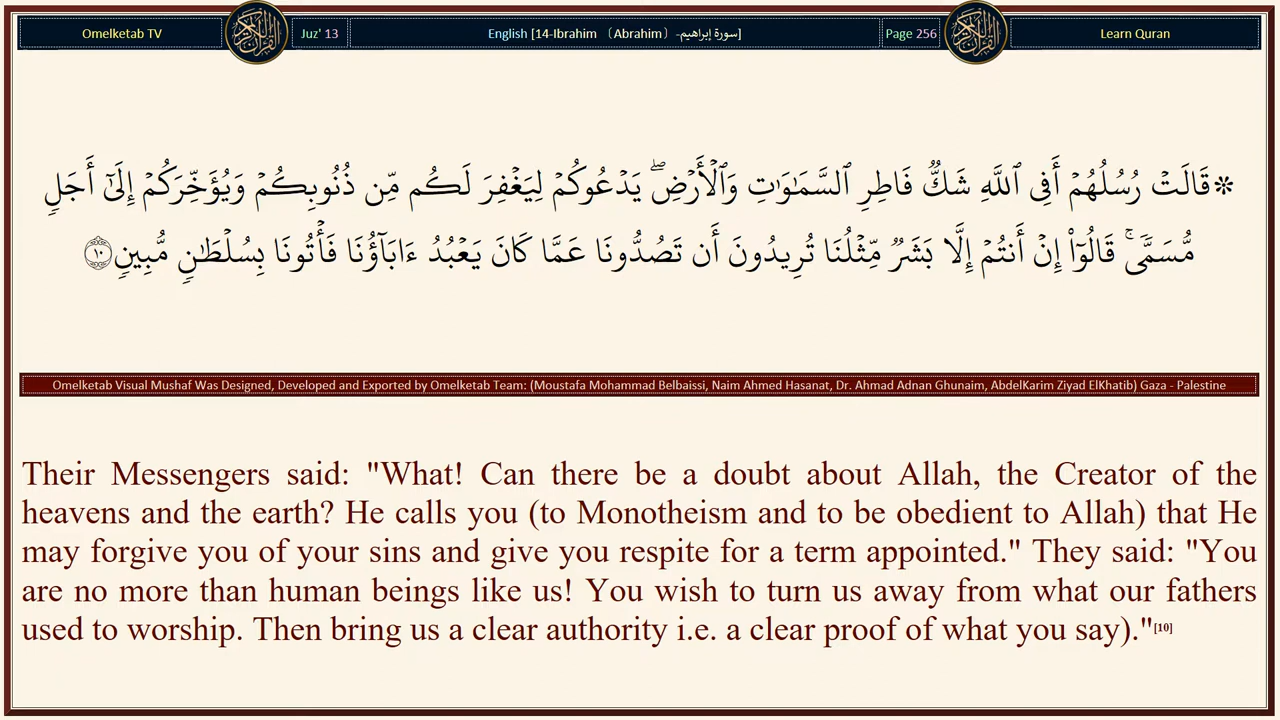 Omelketab TV
Juz' 13
English [14-Ibrahim （Abrahim）-سورة إبراهيم]
Page 256
Learn Quran
۞قَالَتۡ رُسُلُهُمۡ أَفِي ٱللَّهِ شَكّٞ فَاطِرِ ٱلسَّمَٰوَٰتِ وَٱلۡأَرۡضِۖ يَدۡعُوكُمۡ لِيَغۡفِرَ لَكُم مِّن ذُنُوبِكُمۡ وَيُؤَخِّرَكُمۡ إِلَىٰٓ أَجَلٖ
مُّسَمّٗىۚ قَالُوٓاْ إِنۡ أَنتُمۡ إِلَّا بَشَرٞ مِّثۡلُنَا تُرِيدُونَ أَن تَصُدُّونَا عَمَّا كَانَ يَعۡبُدُ ءَابَآؤُنَا فَأۡتُونَا بِسُلۡطَٰنٖ مُّبِينٖ ١٠
Omelketab Visual Mushaf Was Designed, Developed and Exported by Omelketab Team: (Moustafa Mohammad Belbaissi, Naim Ahmed Hasanat, Dr. Ahmad Adnan Ghunaim, AbdelKarim Ziyad ElKhatib) Gaza - Palestine
Their Messengers said: "What! Can there be a doubt about Allah, the Creator of the
heavens and the earth? He calls you (to Monotheism and to be obedient to Allah) that He
may forgive you of your sins and give you respite for a term appointed." They said: "You
are no more than human beings like us! You wish to turn us away from what our fathers
used to worship. Then bring us a clear authority i.e. a clear proof of what you say)."[10]